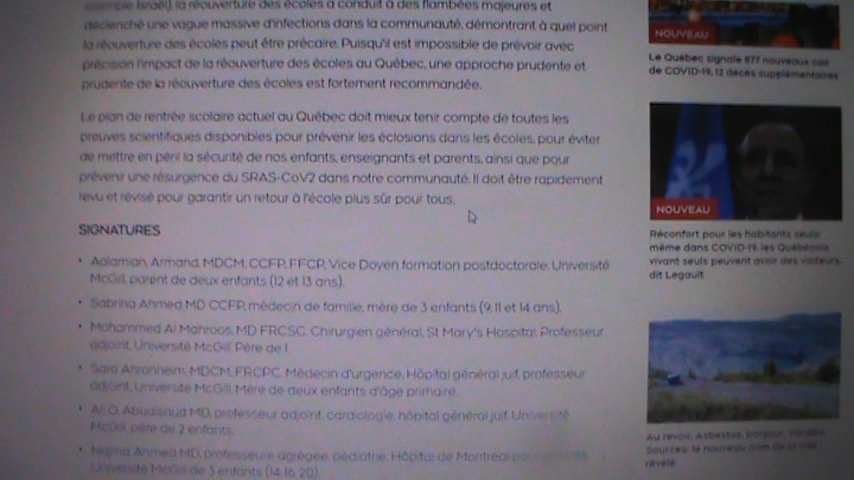 exemple Israël), la réouverture des écoles a conduit à des flambées majeures et
déclenché une vague massive d'infections dans la communauté, démontrant à quel point
la réouverture des écoles peut être précaire. Puisqu'il est impossible de prévoir avec
précision l'impact de la réouverture des écoles au Québec, une approche prudente et
prudente de la réouverture des écoles est fortement recommandée.
Le plan de rentrée scolaire actuel au Québec doit mieux tenir compte de toutes les
preuves scientifiques disponibles pour prévenir les éclosions dans les écoles, pour éviter
de mettre en péril la sécurité de nos enfants, enseignants et parents, ainsi que pour
prévenir une résurgence du SRAS-CoV2 dans notre communauté. Il doit être rapidement
revu et révisé pour garantir un retour à l'école plus sûr pour tous.
SIGNATURES
• Adamian, Armand, MDCM, CCFP, FFCP, Vice Doyen formation postdoctorale, Université
McGill, parent de deux enfants (12 et 13 ans).
• Sabrina Ahmed MD CCFP, médecin de famille, mère de 3 enfants (9, 11 et 14 ans).
• Mohammed Al Mahroos, MD FRCSC, Chirurgien général, St Mary's Hospital, Professeur
adjoint, Université McGill. Père de 1.
• Sara Ahronheim, MDCM, FRCPC, Médecin d'urgence, Hôpital général juif, professeur
adjoint, Université McGill. Mère de deux enfants d'âge primaire.
• Ali O. Abualsaud MD, professeur adjoint, cardiologie, hôpital général juif, Université
McGill, père de 2 enfants.
• Najma Ahmed MD, professeure agrégée, pédiatrie, Hôpital de Montréal pour enfants,
Université McGill de 3 enfants (14, 16, 20).
NOUVEAU
Le Québec signale 877 nouveaux cas
de COVID-19, 12 décès supplémentaires
NOUVEAU
Réconfort pour les habitants seuls:
même dans COVID-19, les Québécois
vivant seuls peuvent avoir des visiteurs,
dit Legault
Au revoir, Asbestos, bonjour, Val-des-
Sources: le nouveau nom de la ville
révélé